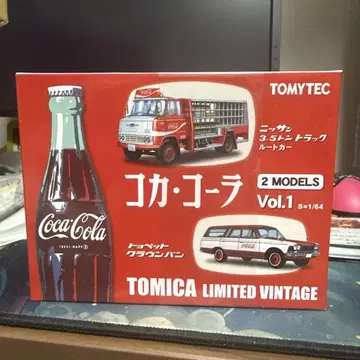 TOMYTEC
ニッサン
3.5トントラック
ルートカー
コカ・コーラ
2 MODELS
Vol.1 S=1/64
Coca-Cola
トヨペット
クラウンバン
TOMICA LIMITED VINTAGE